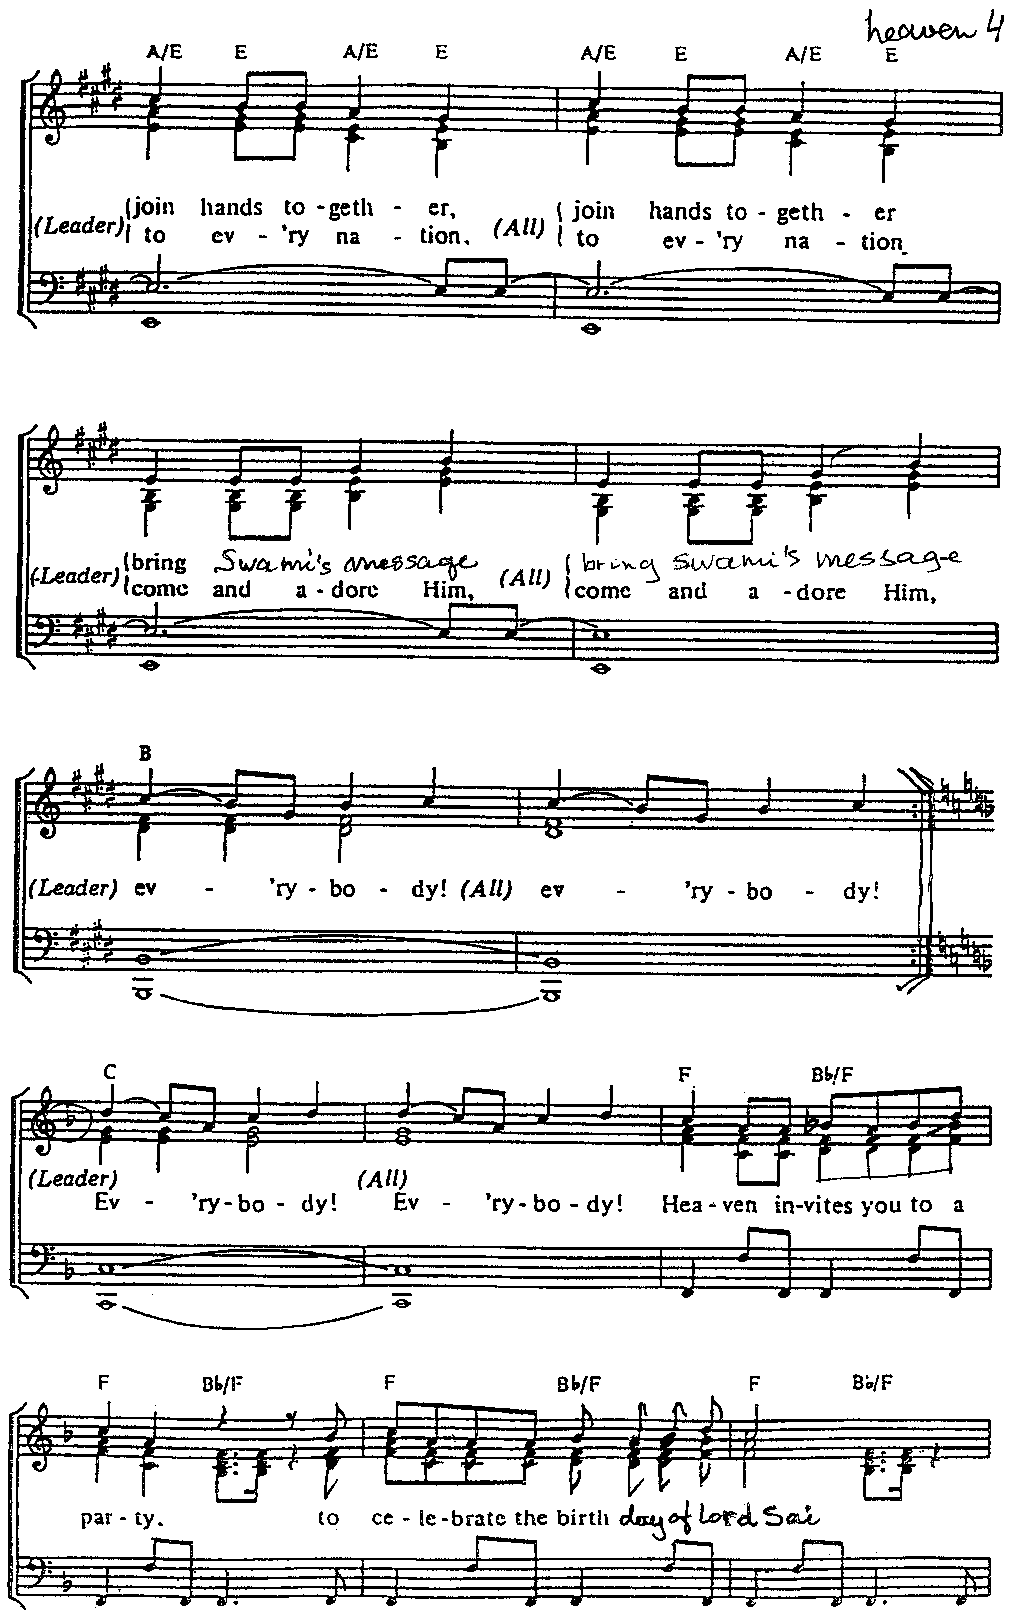 heaven 4
A/E E A/E E A/E E A/E E
(Leader) join hands to - geth - er, (All) join hands to - geth - er
to ev - 'ry na - tion. to ev - 'ry na - tion.
(Leader) bring Swami's message (All) bring swami's message
come and a - dore Him, come and a - dore Him,
B
(Leader) ev - 'ry - bo - dy! (All) ev - 'ry - bo - dy!
C F B♭/F
(Leader) (All)
Ev - 'ry - bo - dy! Ev - 'ry - bo - dy! Hea - ven in - vites you to a
F B♭/F F B♭/F F B♭/F
par - ty. to ce - le - brate the birth day of lord Sai